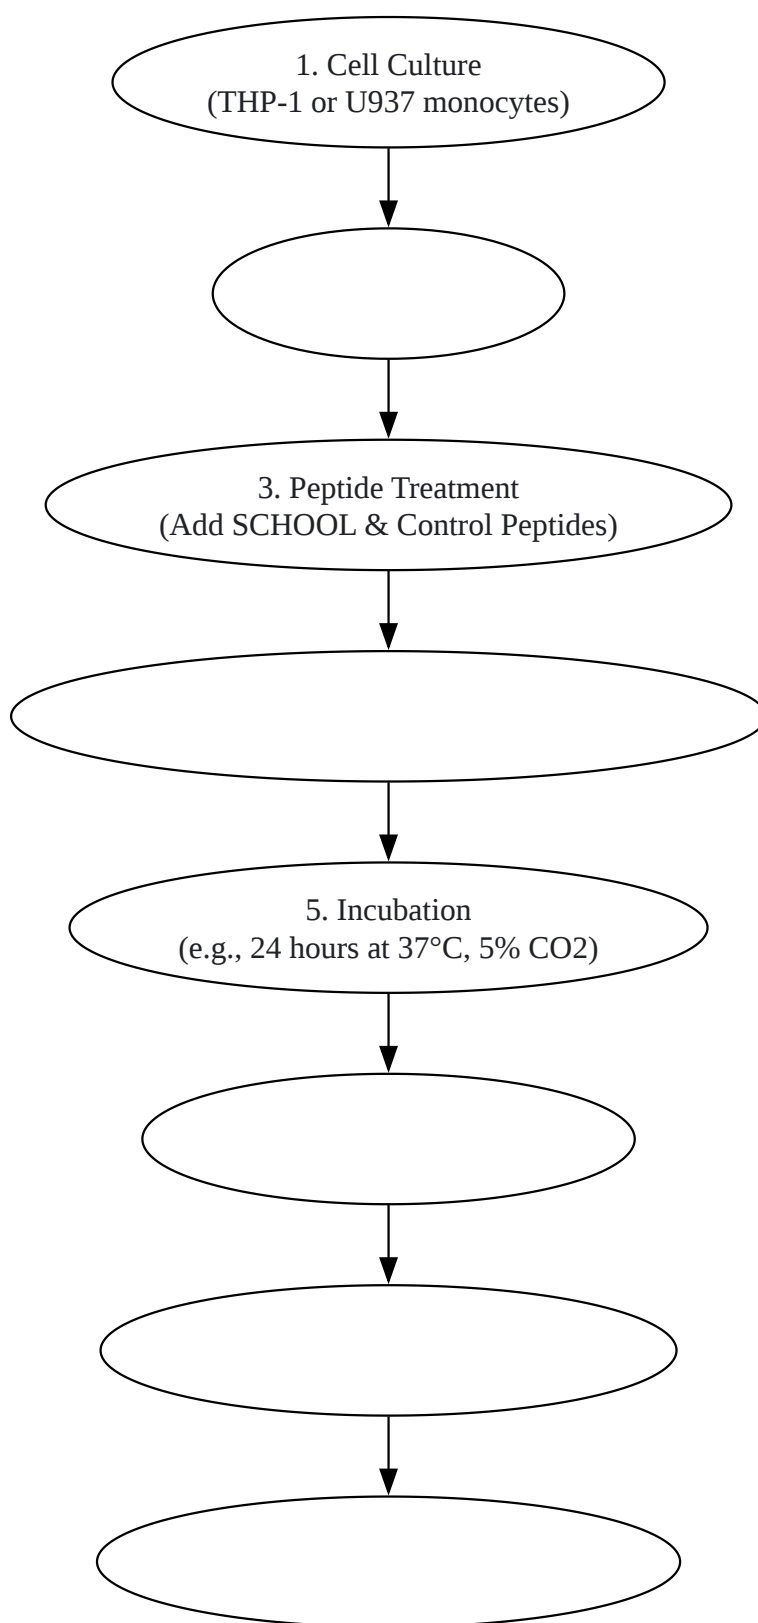 1. Cell Culture
(THP-1 or U937 monocytes)
3. Peptide Treatment
(Add SCHOOL & Control Peptides)
5. Incubation
(e.g., 24 hours at 37°C, 5% CO2)